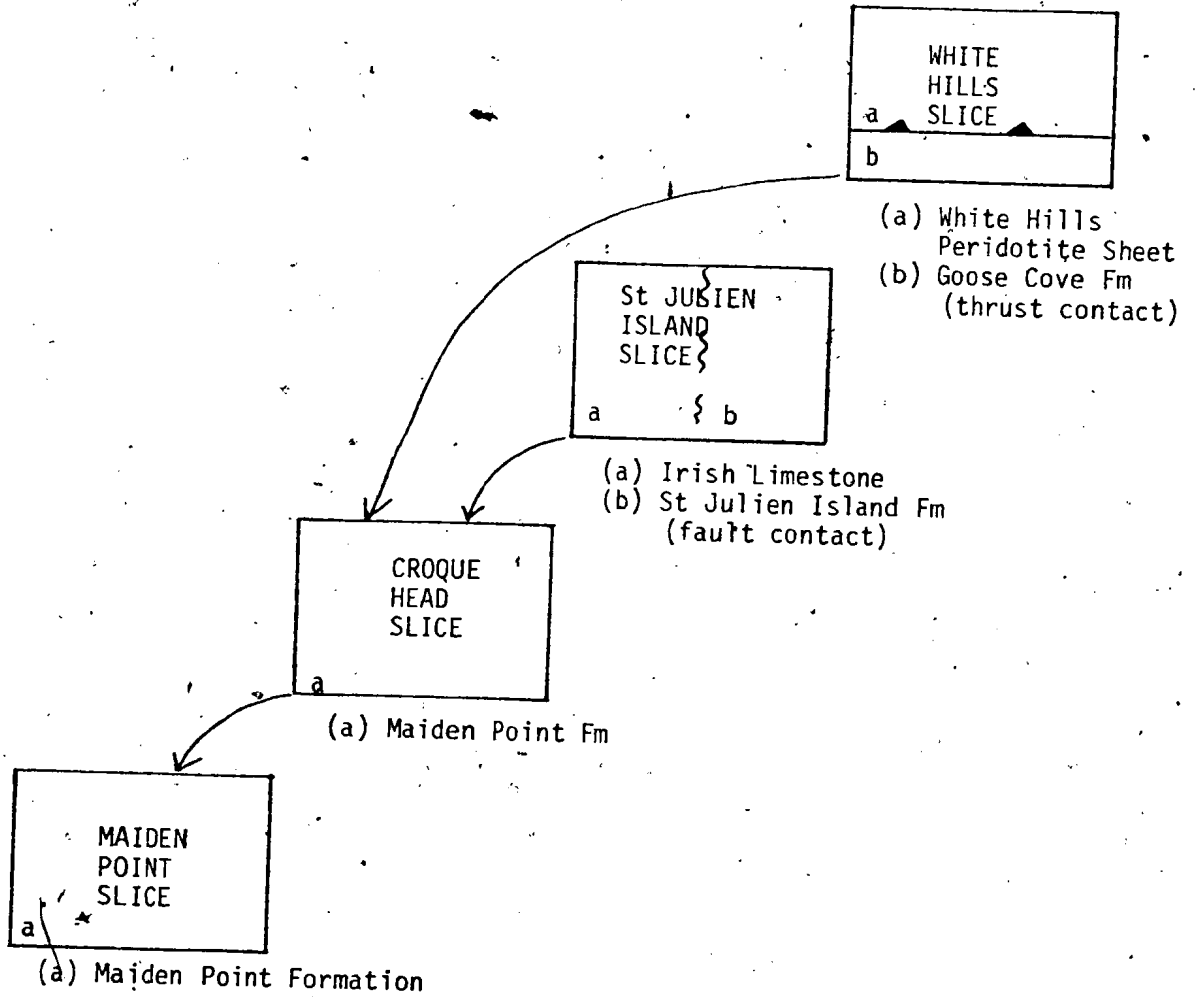 WHITE
HILLS
a SLICE
b
(a) White Hills
Peridotite Sheet
(b) Goose Cove Fm
(thrust contact)
St JULIEN
ISLAND
SLICE
a b
(a) Irish Limestone
(b) St Julien Island Fm
(fault contact)
CROQUE
HEAD
SLICE
a
(a) Maiden Point Fm
MAIDEN
POINT
SLICE
a
(a) Maiden Point Formation